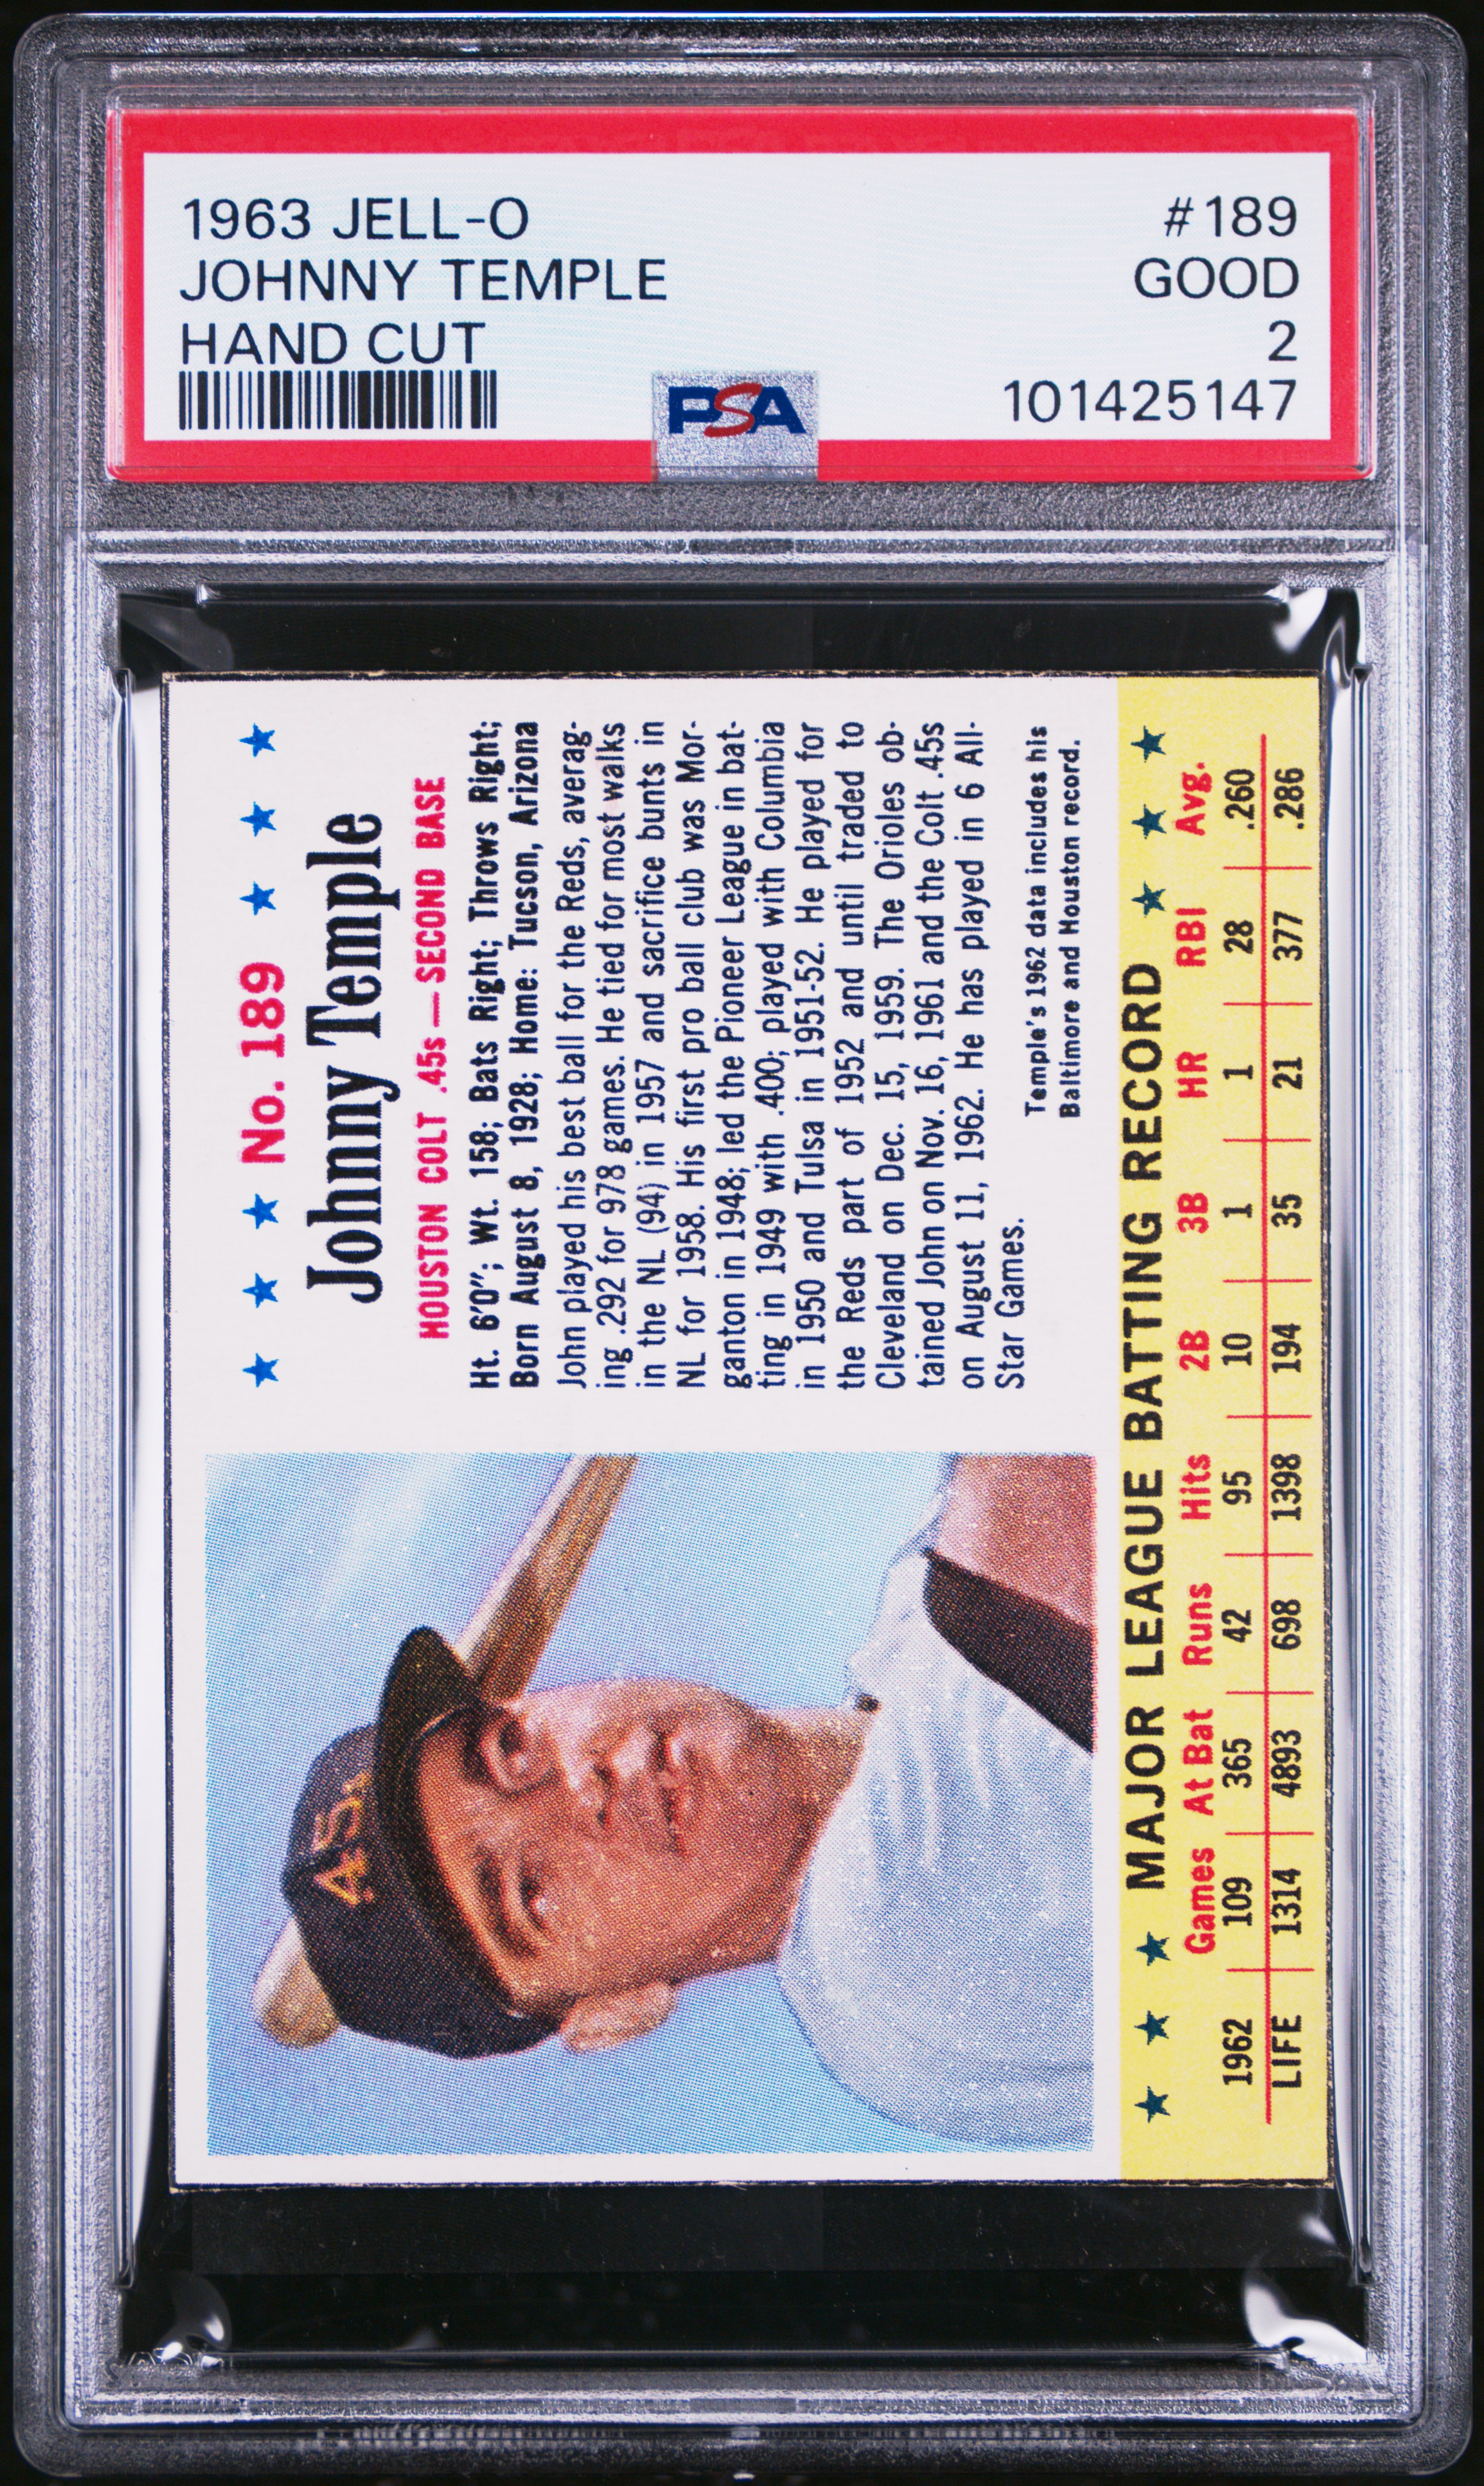 1963 JELL-O
#189
JOHNNY TEMPLE
GOOD
HAND CUT
2
PSA
101425147
★ ★ ★ No. 189 ★ ★ ★
Johnny Temple
HOUSTON COLT .45s — SECOND BASE
Ht. 6'0"; Wt. 158; Bats Right; Throws Right;
Born August 8, 1928; Home: Tucson, Arizona
John played his best ball for the Reds, averag-
ing .292 for 978 games. He tied for most walks
in the NL (94) in 1957 and sacrifice bunts in
NL for 1958. His first pro ball club was Mor-
ganton in 1948; led the Pioneer League in bat-
ting in 1949 with .400; played with Columbia
in 1950 and Tulsa in 1951-52. He played for
the Reds part of 1952 and until traded to
Cleveland on Dec. 15, 1959. The Orioles ob-
tained John on Nov. 16, 1961 and the Colt .45s
on August 11, 1962. He has played in 6 All-
Star Games.
Temple's 1962 data includes his
Baltimore and Houston record.
45s
★ ★ ★ MAJOR LEAGUE BATTING RECORD ★ ★ ★
Games At Bat Runs Hits 2B 3B HR RBI Avg.
1962 109 365 42 95 10 1 1 28 .260
LIFE 1314 4893 698 1398 194 35 21 377 .286